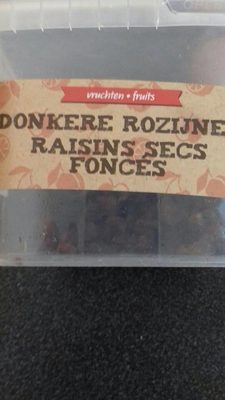 vruchten • fruits
DONKERE ROZIJNE
RAISINS SECS
FONCÉS